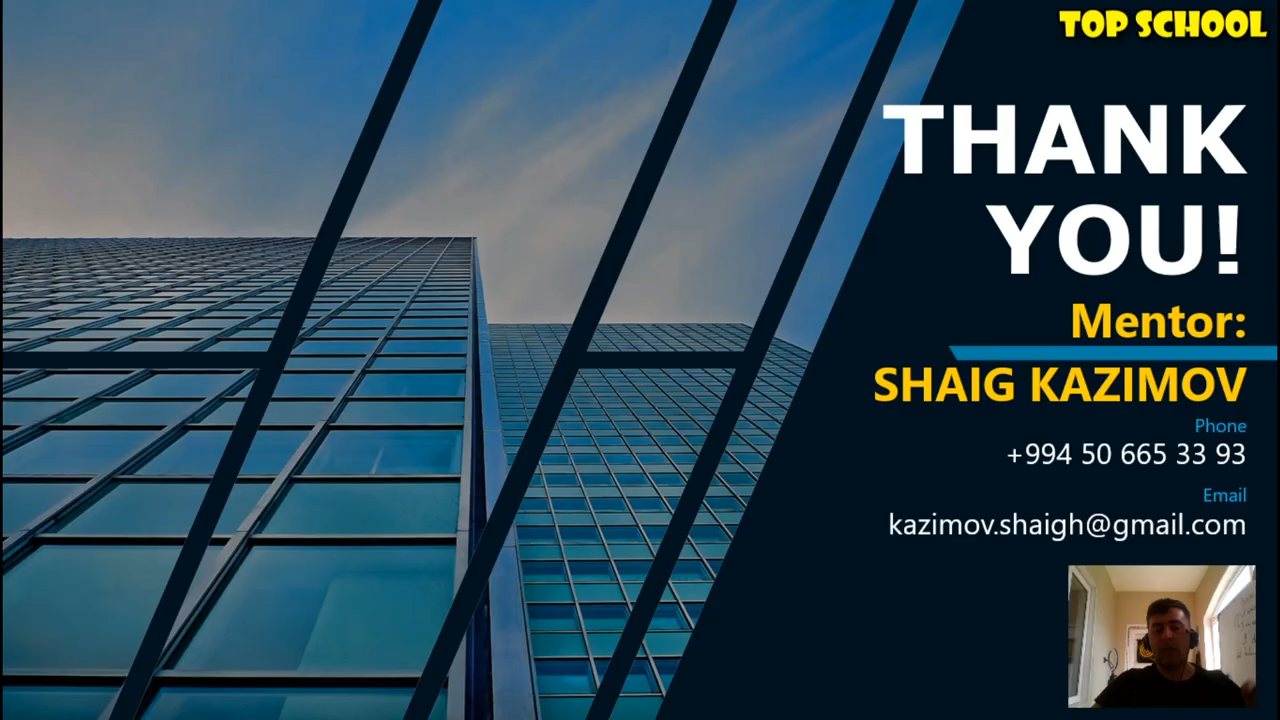 TOP SCHOOL
THANK
YOU!
Mentor:
SHAIG KAZIMOV
Phone
+994 50 665 33 93
Email
kazimov.shaigh@gmail.com